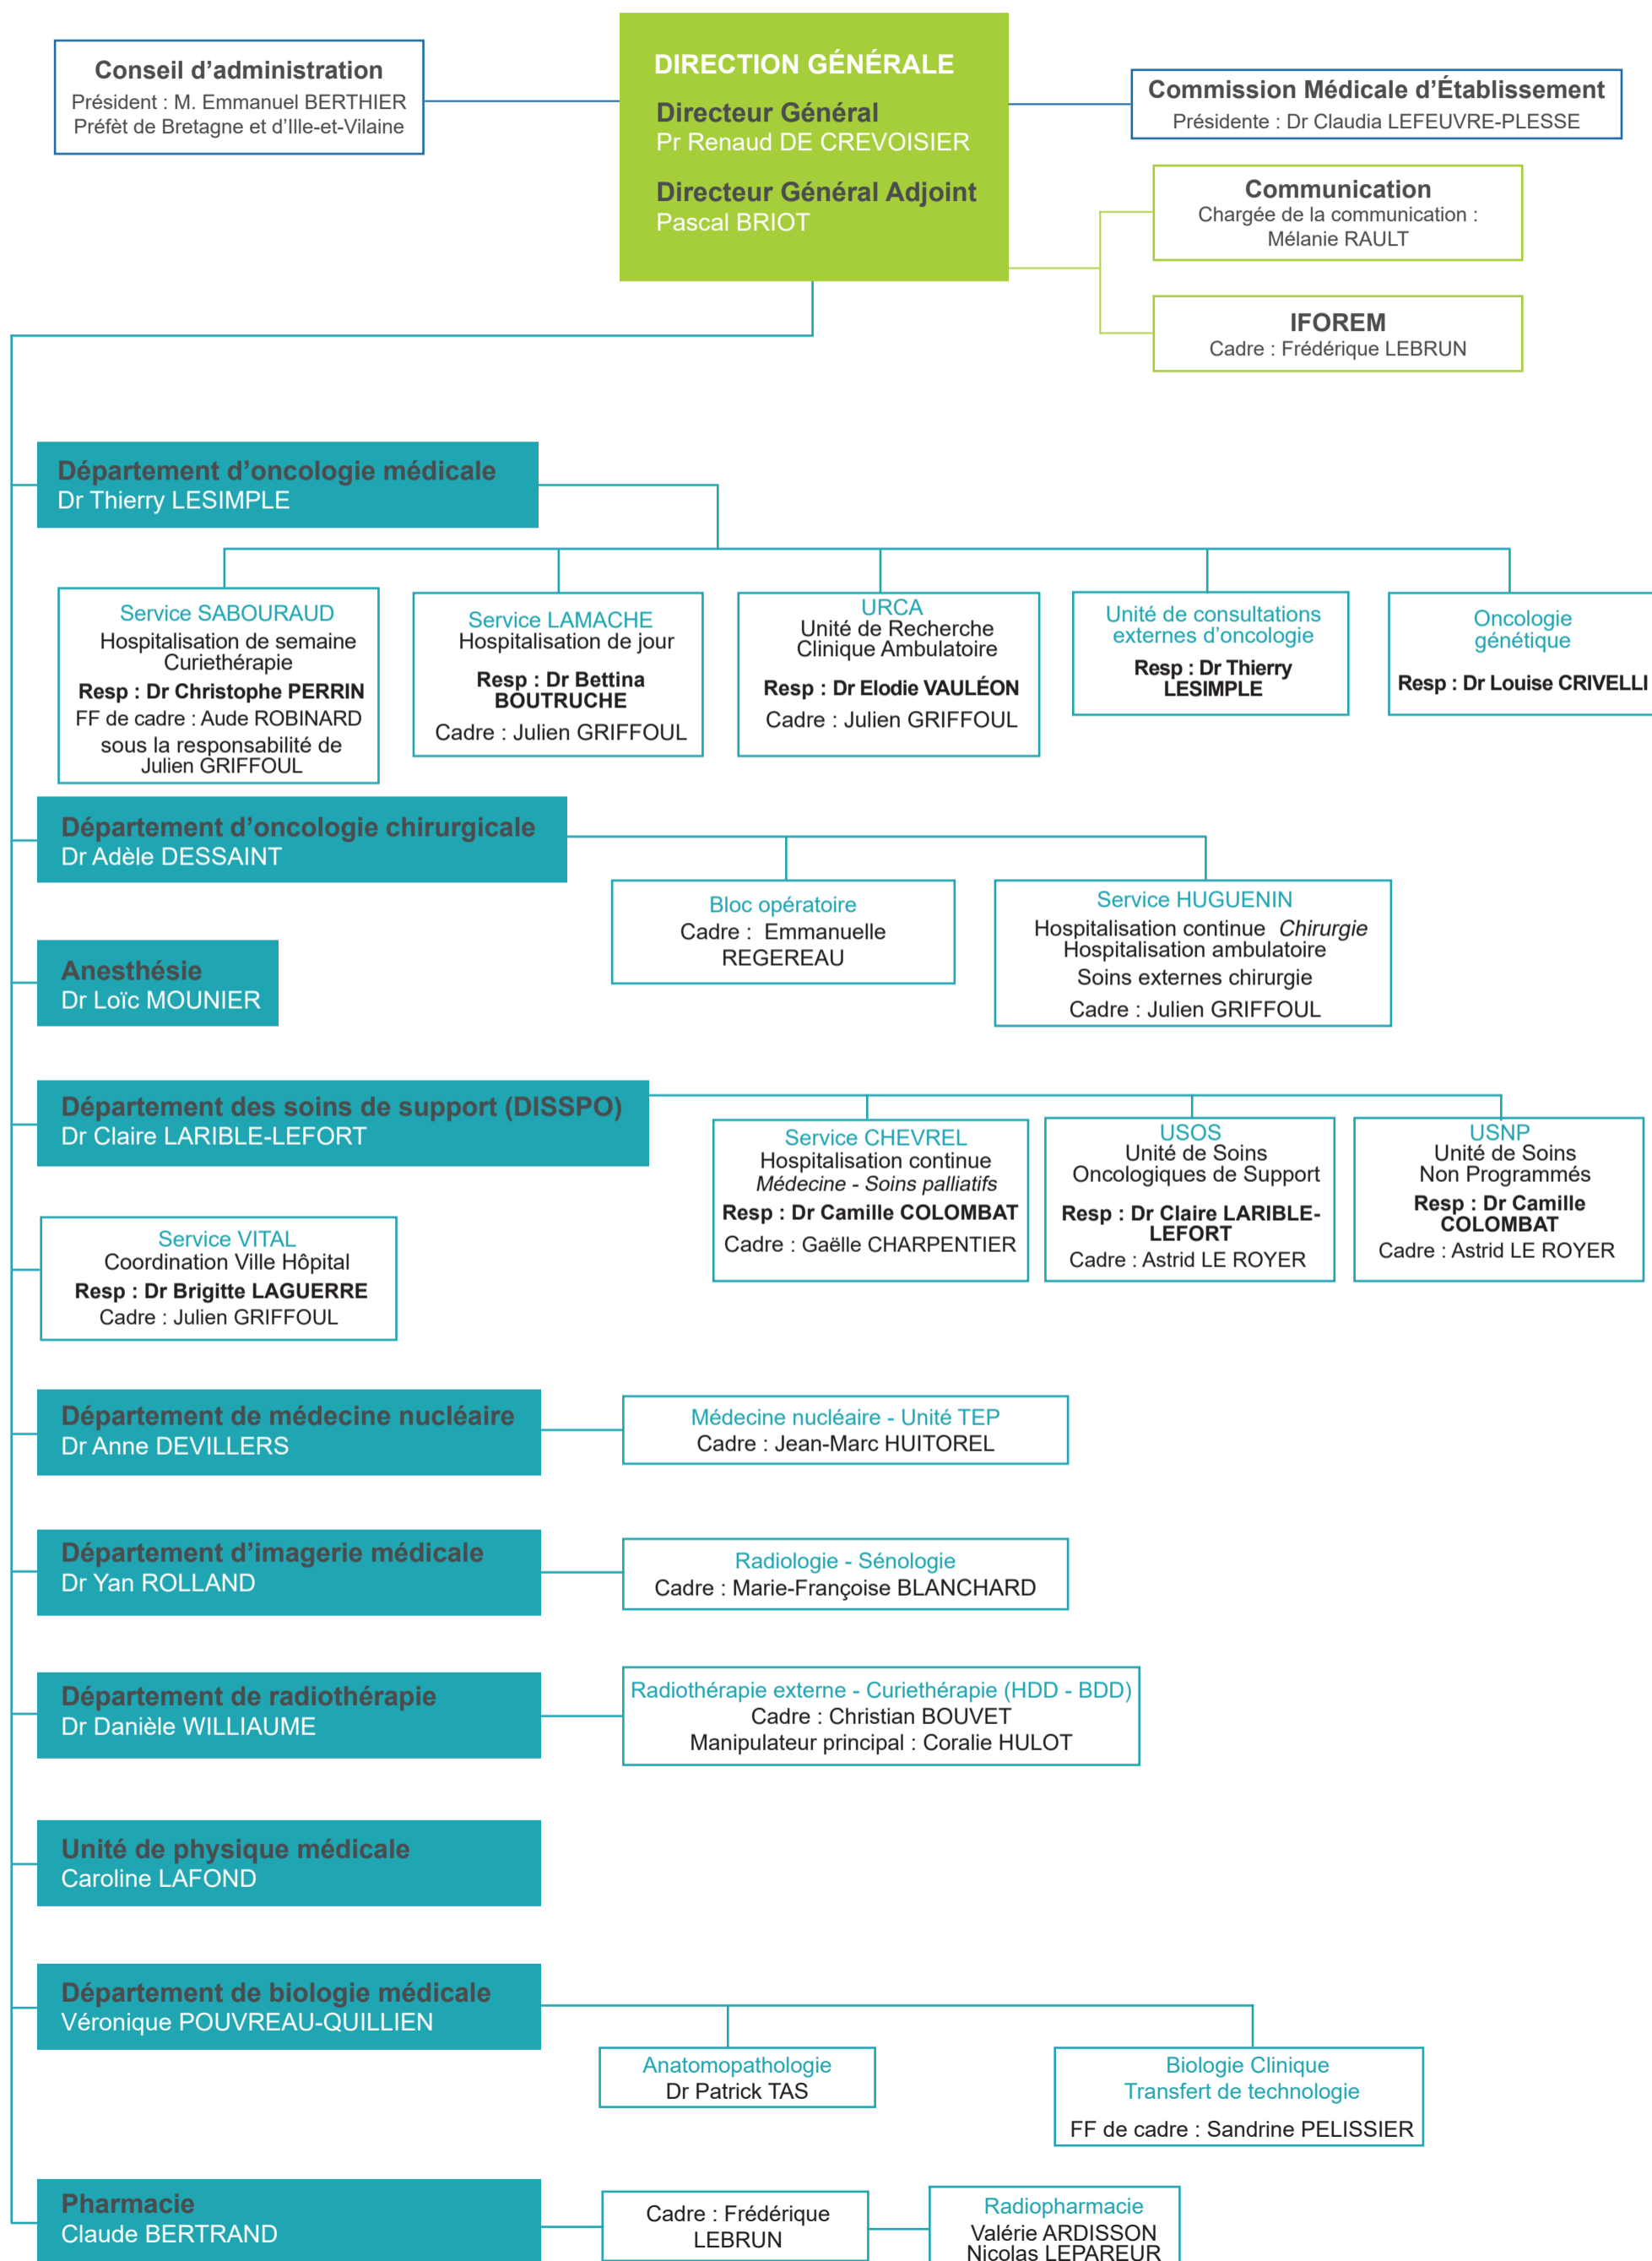 Conseil d’administration
Président : M. Emmanuel BERTHIER
Préfèt de Bretagne et d’Ille-et-Vilaine
DIRECTION GÉNÉRALE
Directeur Général
Pr Renaud DE CREVOISIER
Directeur Général Adjoint
Pascal BRIOT
Commission Médicale d’Établissement
Présidente : Dr Claudia LEFEUVRE-PLESSE
Communication
Chargée de la communication :
Mélanie RAULT
IFOREM
Cadre : Frédérique LEBRUN
Département d’oncologie médicale
Dr Thierry LESIMPLE
Service SABOURAUD
Hospitalisation de semaine
Curiethérapie
Resp : Dr Christophe PERRIN
FF de cadre : Aude ROBINARD
sous la responsabilité de
Julien GRIFFOUL
Service LAMACHE
Hospitalisation de jour
Resp : Dr Bettina
BOUTRUCHE
Cadre : Julien GRIFFOUL
URCA
Unité de Recherche
Clinique Ambulatoire
Resp : Dr Elodie VAULÉON
Cadre : Julien GRIFFOUL
Unité de consultations
externes d’oncologie
Resp : Dr Thierry
LESIMPLE
Oncologie
génétique
Resp : Dr Louise CRIVELLI
Département d’oncologie chirurgicale
Dr Adèle DESSAINT
Bloc opératoire
Cadre : Emmanuelle
REGEREAU
Service HUGUENIN
Hospitalisation continue Chirurgie
Hospitalisation ambulatoire
Soins externes chirurgie
Cadre : Julien GRIFFOUL
Anesthésie
Dr Loïc MOUNIER
Département des soins de support (DISSPO)
Dr Claire LARIBLE-LEFORT
Service CHEVREL
Hospitalisation continue
Médecine - Soins palliatifs
Resp : Dr Camille COLOMBAT
Cadre : Gaëlle CHARPENTIER
USOS
Unité de Soins
Oncologiques de Support
Resp : Dr Claire LARIBLE-
LEFORT
Cadre : Astrid LE ROYER
USNP
Unité de Soins
Non Programmés
Resp : Dr Camille
COLOMBAT
Cadre : Astrid LE ROYER
Service VITAL
Coordination Ville Hôpital
Resp : Dr Brigitte LAGUERRE
Cadre : Julien GRIFFOUL
Département de médecine nucléaire
Dr Anne DEVILLERS
Médecine nucléaire - Unité TEP
Cadre : Jean-Marc HUITOREL
Département d’imagerie médicale
Dr Yan ROLLAND
Radiologie - Sénologie
Cadre : Marie-Françoise BLANCHARD
Département de radiothérapie
Dr Danièle WILLIAUME
Radiothérapie externe - Curiethérapie (HDD - BDD)
Cadre : Christian BOUVET
Manipulateur principal : Coralie HULOT
Unité de physique médicale
Caroline LAFOND
Département de biologie médicale
Véronique POUVREAU-QUILLIEN
Anatomopathologie
Dr Patrick TAS
Biologie Clinique
Transfert de technologie
FF de cadre : Sandrine PELISSIER
Pharmacie
Claude BERTRAND
Cadre : Frédérique
LEBRUN
Radiopharmacie
Valérie ARDISSON
Nicolas LEPAREUR